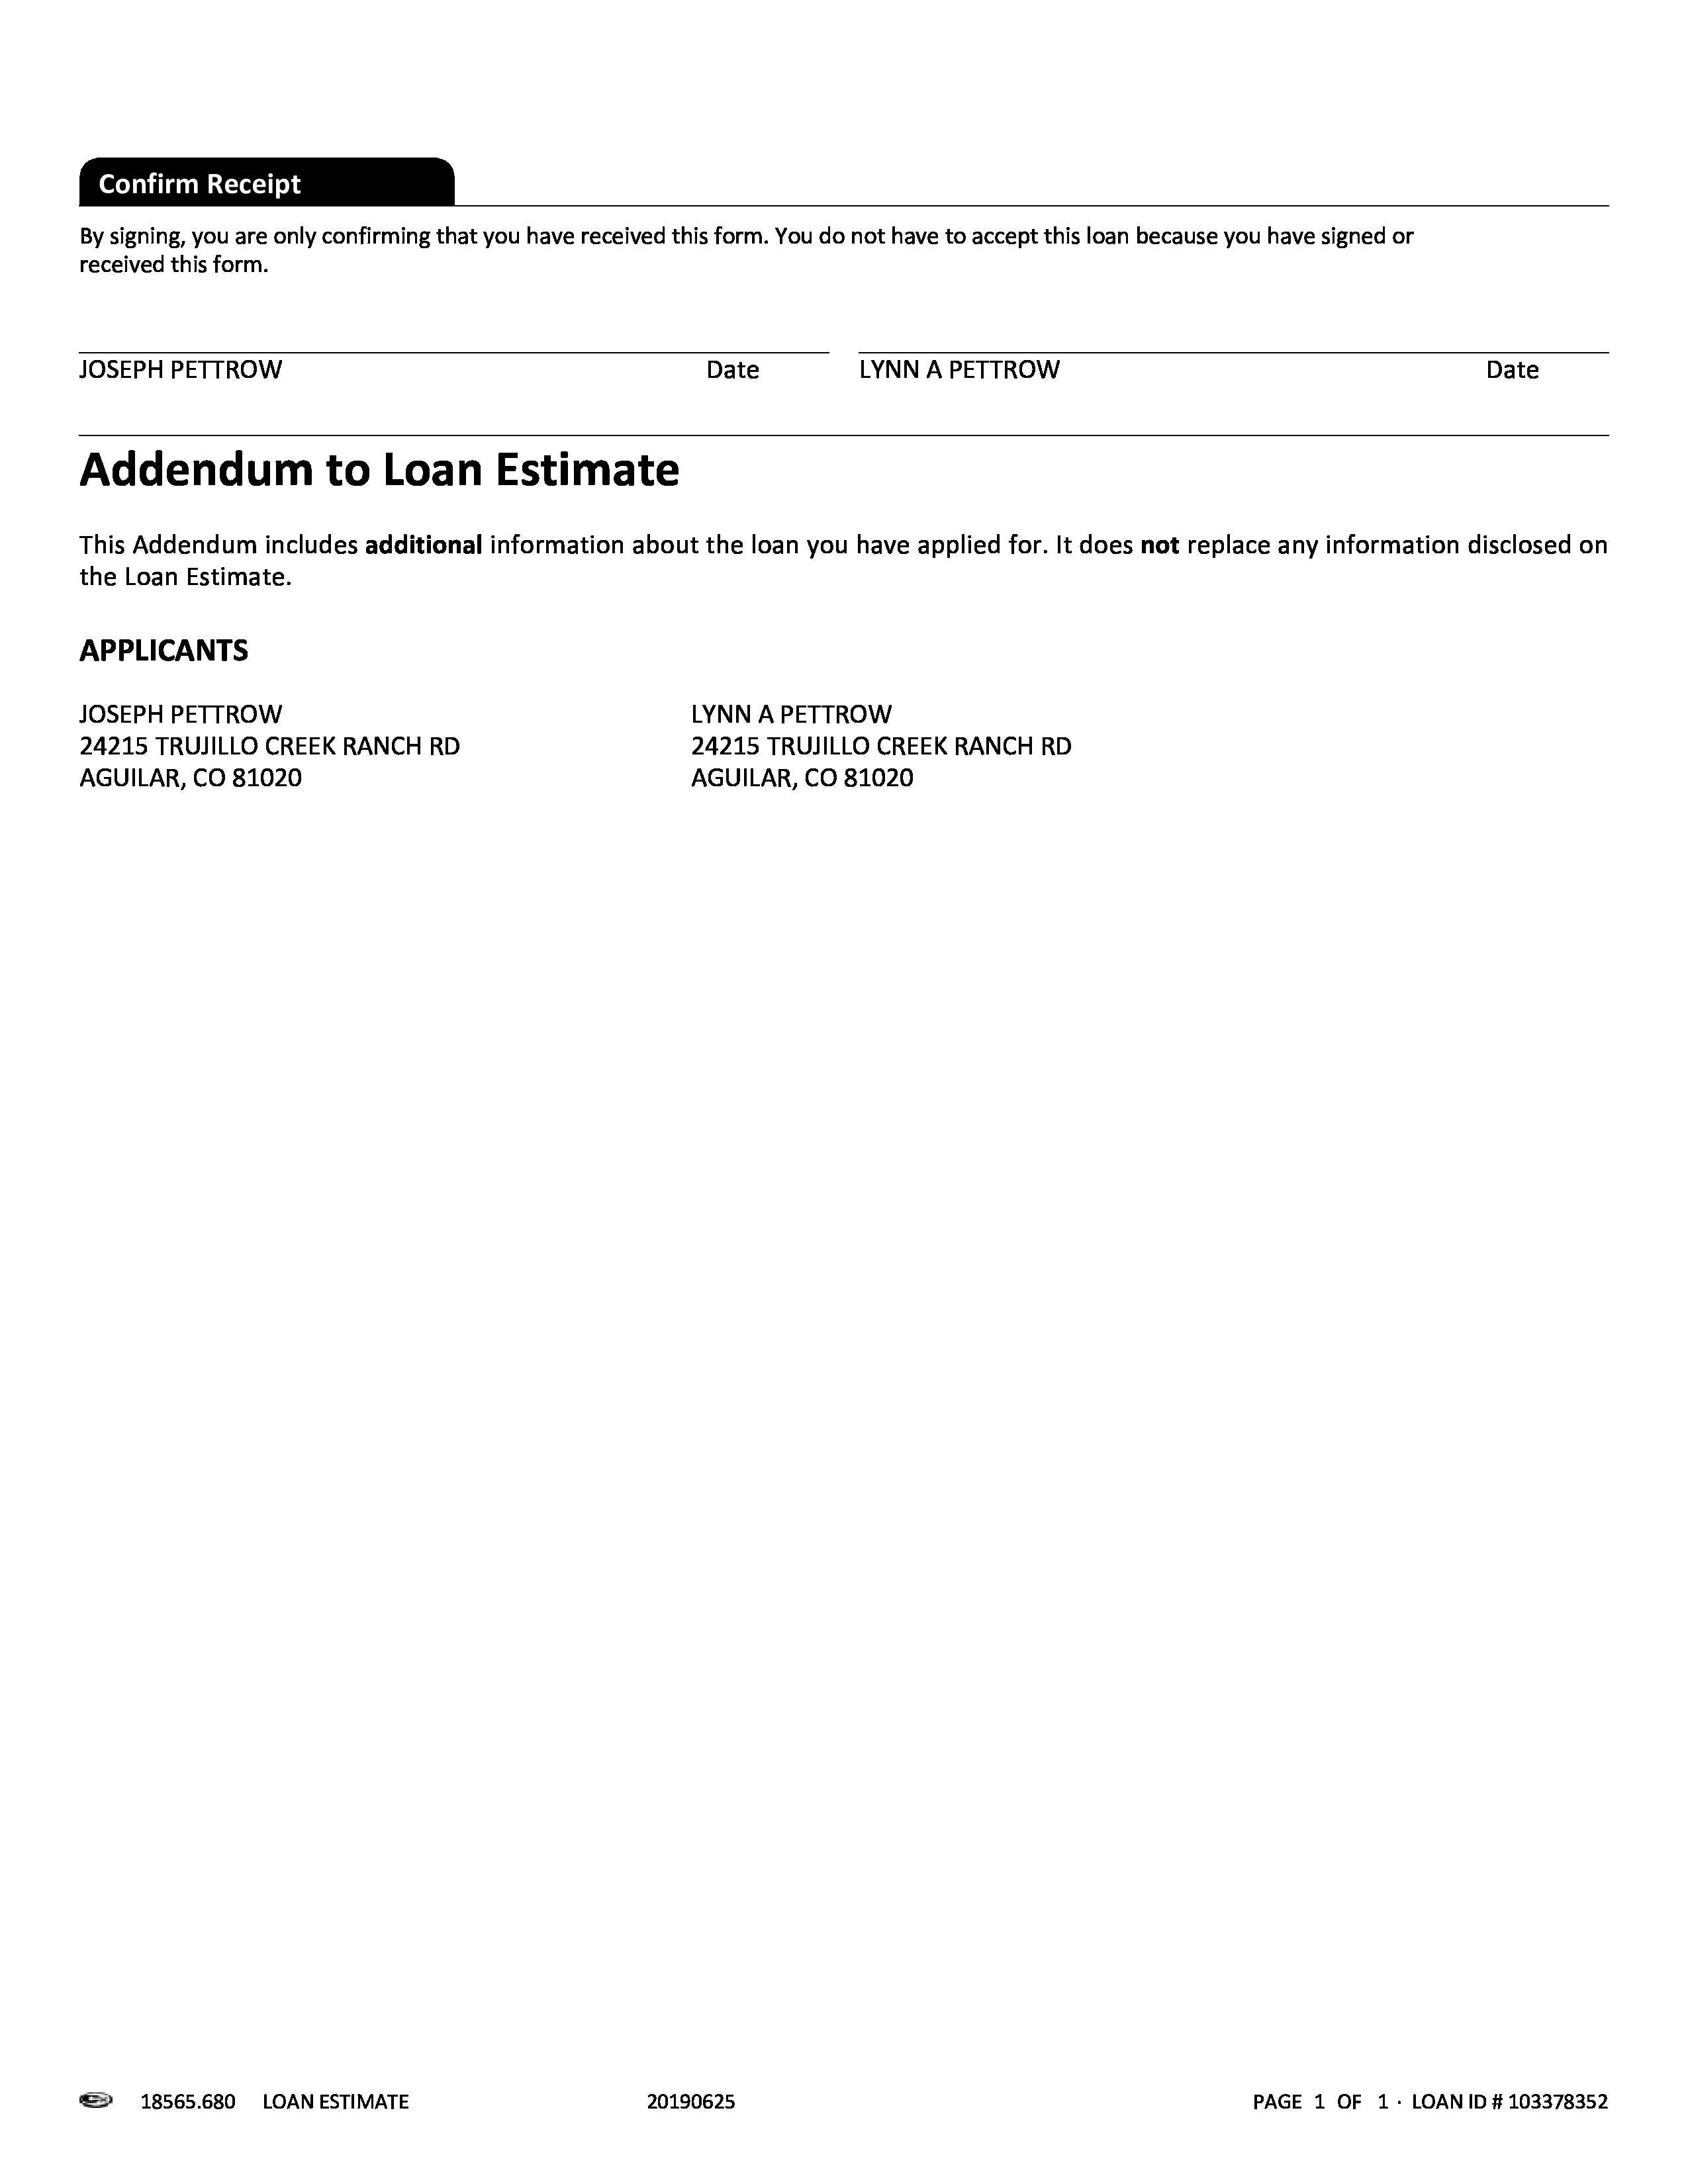 Confirm Receipt
By signing, you are only confirming that you have received this form. You do not have to accept this loan because you have signed or
received this form.
JOSEPH PETTROW Date LYNN A PETTROW Date
Addendum to Loan Estimate
This Addendum includes additional information about the loan you have applied for. It does not replace any information disclosed on
the Loan Estimate.
APPLICANTS
JOSEPH PETTROW LYNN A PETTROW
24215 TRUJILLO CREEK RANCH RD 24215 TRUJILLO CREEK RANCH RD
AGUILAR, CO 81020 AGUILAR, CO 81020
18565.680 LOAN ESTIMATE 20190625 PAGE 1 OF 1 · LOAN ID # 103378352